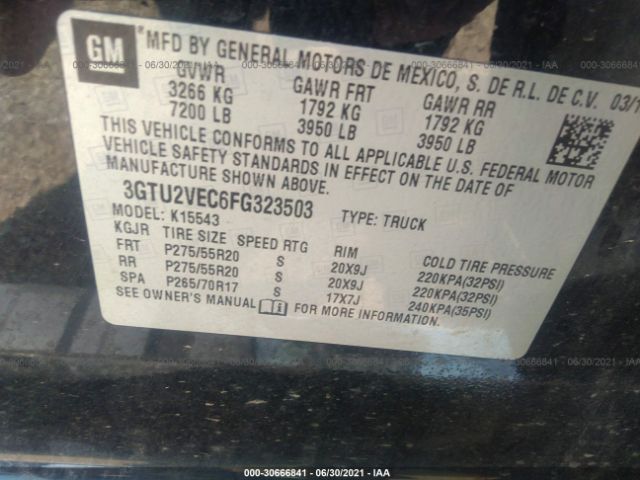 GM
*MFD BY GENERAL MOTORS DE MEXICO, S. DE R.L. DE C.V. 03/
GVWR GAWR FRT GAWR RR
3266 KG 1792 KG 1792 KG
7200 LB 3950 LB 3950 LB
THIS VEHICLE CONFORMS TO ALL APPLICABLE U.S. FEDERAL MOTOR
VEHICLE SAFETY STANDARDS IN EFFECT ON THE DATE OF
MANUFACTURE SHOWN ABOVE.
3GTU2VEC6FG323503 TYPE: TRUCK
MODEL: K15543
KGJR TIRE SIZE SPEED RTG RIM COLD TIRE PRESSURE
FRT P275/55R20 S 20X9J 220KPA(32PSI)
RR P275/55R20 S 20X9J 220KPA(32PSI)
SPA P265/70R17 S 17X7J 240KPA(35PSI)
SEE OWNER'S MANUAL FOR MORE INFORMATION.
000-30666841 - 06/30/2021 - IAA